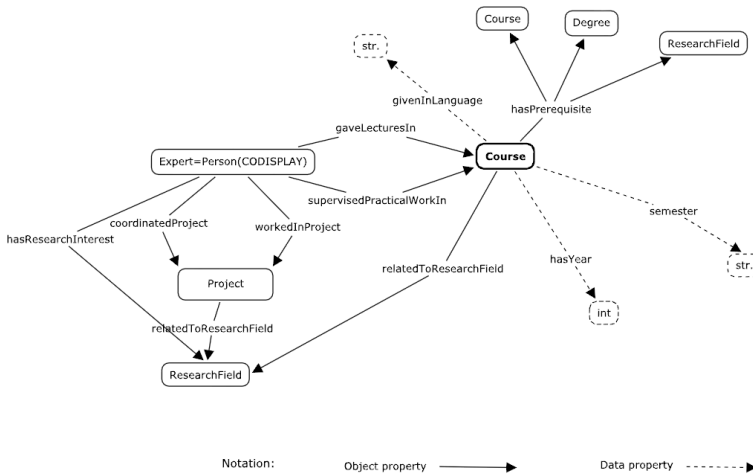 Course
Degree
ResearchField
str.
givenInLanguage
hasPrerequisite
gaveLecturesIn
Expert=Person(CODISPLAY)
Course
supervisedPracticalWorkIn
semester
coordinatedProject
workedInProject
hasResearchInterest
hasYear
str.
relatedToResearchField
Project
int
relatedToResearchField
ResearchField
Notation:
Object property
Data property